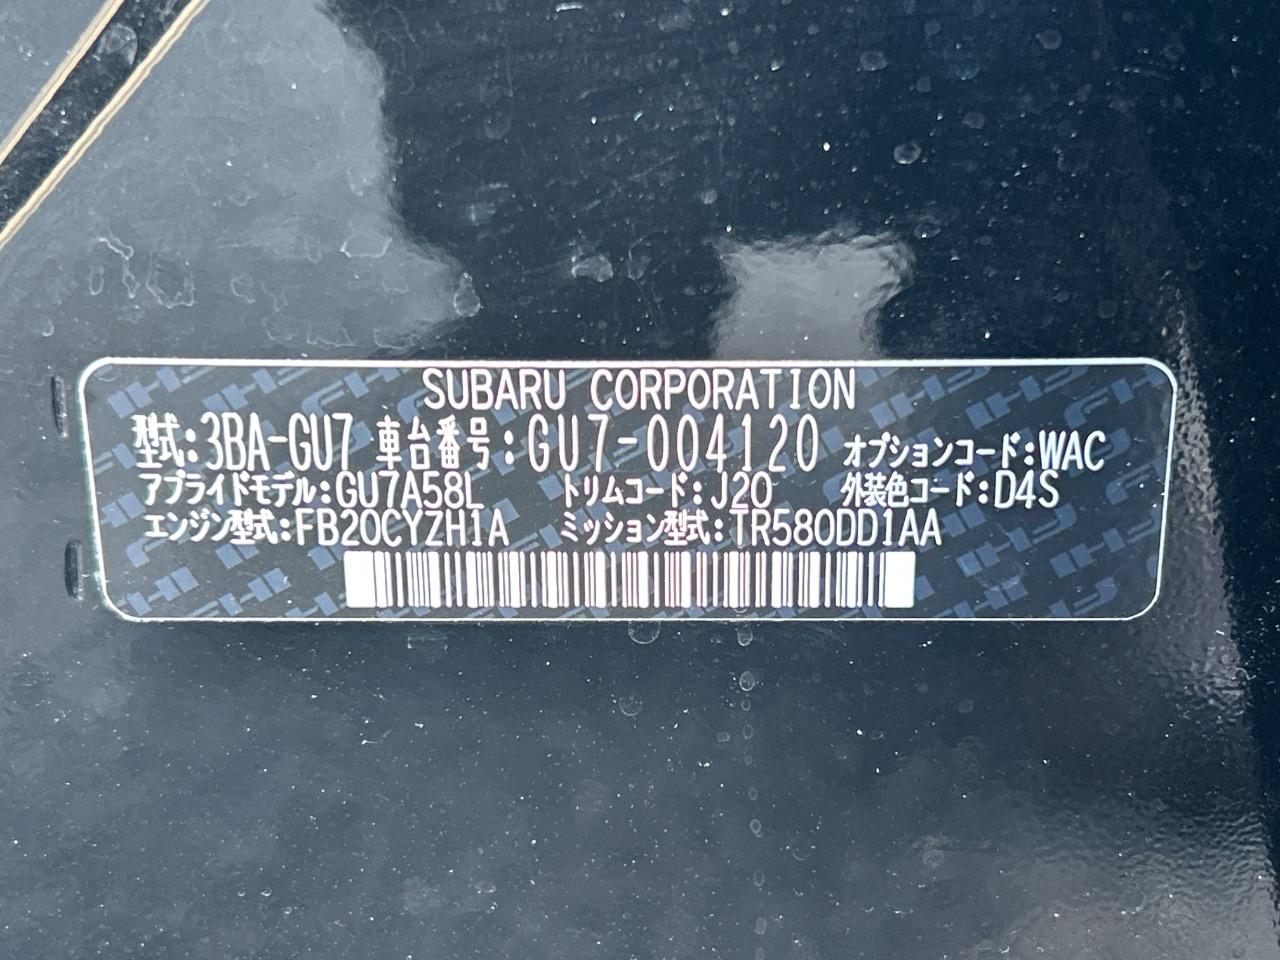 SUBARU CORPORATION
型式:3BA-GU7 車台番号:GU7-004120 オプションコード:WAC
アプライドモデル:GU7A58L トリムコード:J20 外装色コード:D4S
エンジン型式:FB20CYZH1A ミッション型式:TR580DD1AA